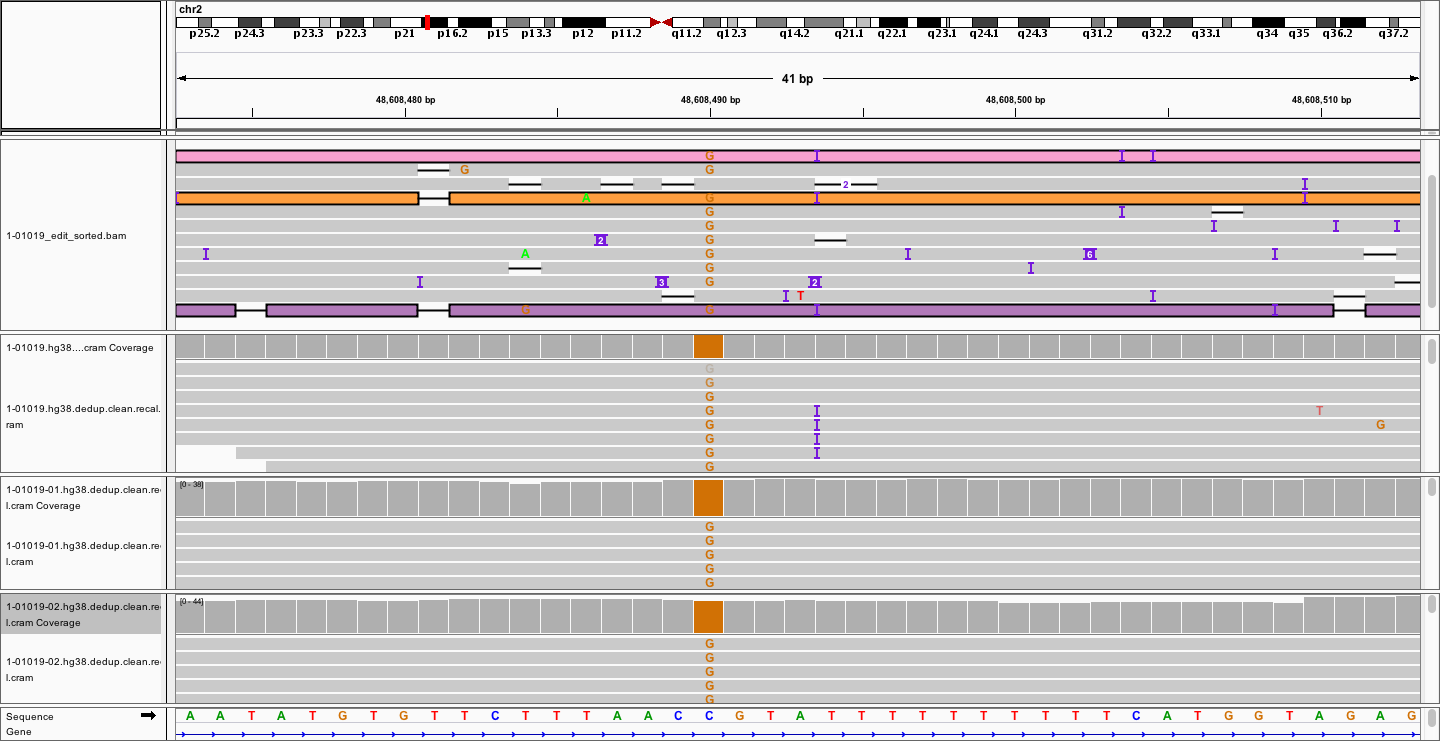 chr2
p25.2 p24.3 p23.3 p22.3 p21 p16.2 p15 p13.3 p12 p11.2 q11.2 q12.3 q14.2 q21.1 q22.1 q23.1 q24.1 q24.3 q31.2 q32.2 q33.1 q34 q35 q36.2 q37.2
41 bp
48,608,480 bp 48,608,490 bp 48,608,500 bp 48,608,510 bp
G I I I
G G
2 I
I A G I I
G I
G I I I
1-01019_edit_sorted.bam
2 G
I A G I 6 I
G I
I 3 G 2
I T I
G G I I
1-01019.hg38....cram Coverage
G
G
G
1-01019.hg38.dedup.clean.recal.
ram
G I T
G I G
G I
G I
G
1-01019-01.hg38.dedup.clean.re
l.cram Coverage
[0 - 38]
1-01019-01.hg38.dedup.clean.re
l.cram
G
G
G
G
G
1-01019-02.hg38.dedup.clean.re
l.cram Coverage
[0 - 44]
1-01019-02.hg38.dedup.clean.re
l.cram
G
G
G
G
G
Sequence A A T A T G T G T T C T T T A A C C G T A T T T T T T T T T T C A T G G T A G A G
Gene